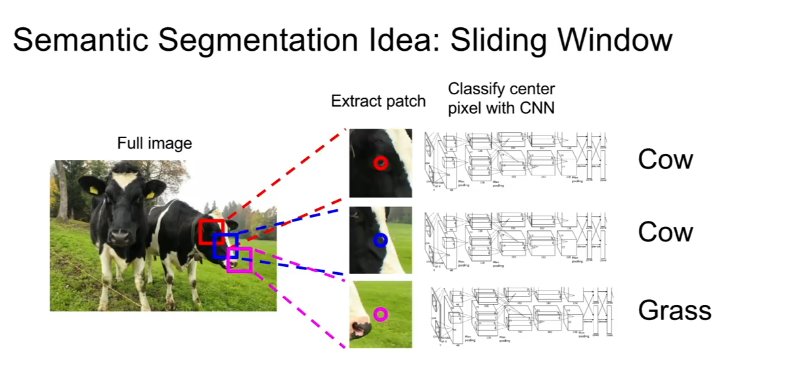 Semantic Segmentation Idea: Sliding Window
Full image
Extract patch
Classify center
pixel with CNN
Cow
Cow
Grass